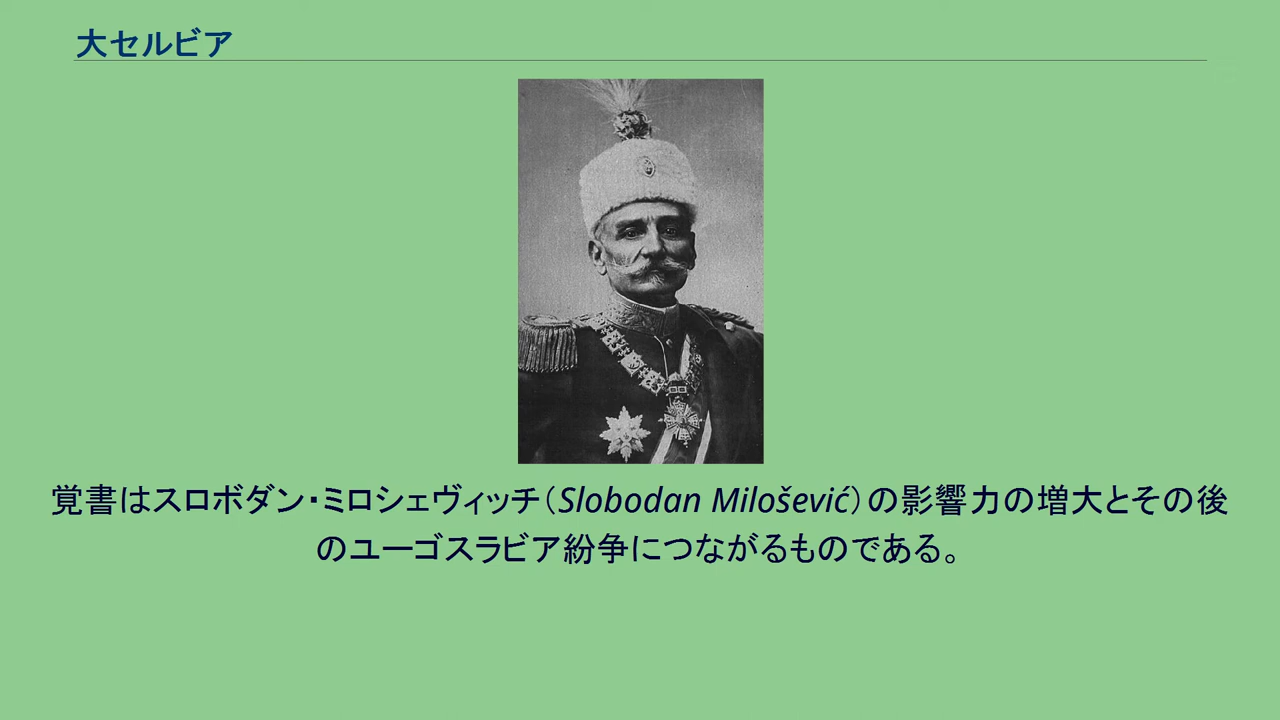 大セルビア
覚書はスロボダン・ミロシェヴィッチ（Slobodan Milošević）の影響力の増大とその後
のユーゴスラビア紛争につながるものである。